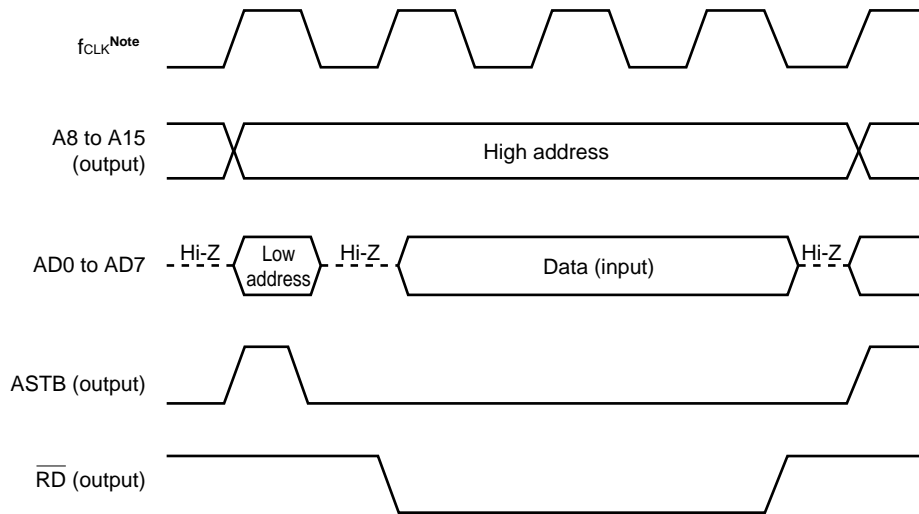 fCLKNote
A8 to A15
(output)
High address
AD0 to AD7
Hi-Z
Low
address
Hi-Z
Data (input)
Hi-Z
ASTB (output)
RD (output)